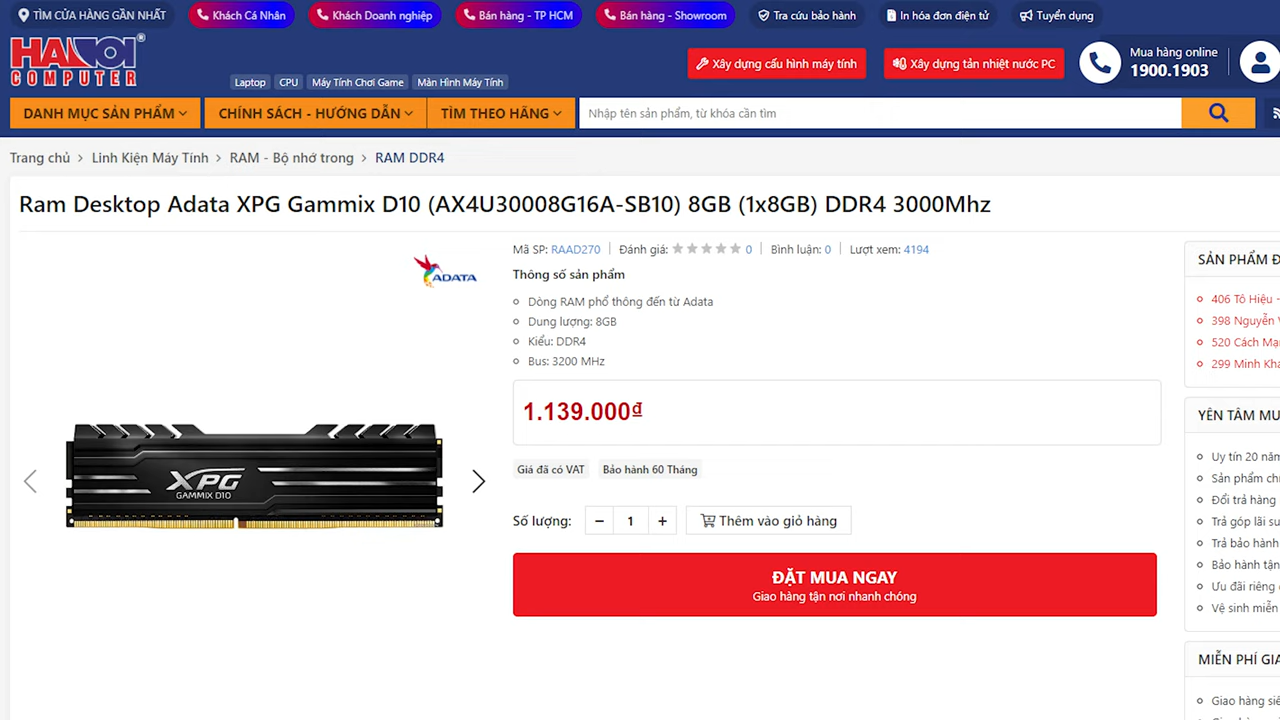 TÌM CỬA HÀNG GẦN NHẤT
Khách Cá Nhân
Khách Doanh nghiệp
Bán hàng - TP HCM
Bán hàng - Showroom
Tra cứu bảo hành
In hóa đơn điện tử
Tuyển dụng
HANOI
COMPUTER
Laptop
CPU
Máy Tính Chơi Game
Màn Hình Máy Tính
Xây dựng cấu hình máy tính
Xây dựng tản nhiệt nước PC
Mua hàng online
1900.1903
DANH MỤC SẢN PHẨM
CHÍNH SÁCH - HƯỚNG DẪN
TÌM THEO HÃNG
Nhập tên sản phẩm, từ khóa cần tìm
Trang chủ > Linh Kiện Máy Tính > RAM - Bộ nhớ trong > RAM DDR4
Ram Desktop Adata XPG Gammix D10 (AX4U30008G16A-SB10) 8GB (1x8GB) DDR4 3000Mhz
ADATA
XPG
GAMMIX D10
Mã SP: RAAD270 | Đánh giá: 0 | Bình luận: 0 | Lượt xem: 4194
Thông số sản phẩm
Dòng RAM phổ thông đến từ Adata
Dung lượng: 8GB
Kiểu: DDR4
Bus: 3200 MHz
1.139.000đ
Giá đã có VAT
Bảo hành 60 Tháng
Số lượng: − 1 +
Thêm vào giỏ hàng
ĐẶT MUA NGAY
Giao hàng tận nơi nhanh chóng
SẢN PHẨM
406 Tô Hiệu -
398 Nguyễn
520 Cách
299 Minh
YÊN TÂM
Uy tín 20
Sản phẩm
Đổi trả hàng
Trả góp lãi
Trả bảo hành
Bảo hành tận
Ưu đãi riêng
Vệ sinh miễn
MIỄN PHÍ
Giao hàng